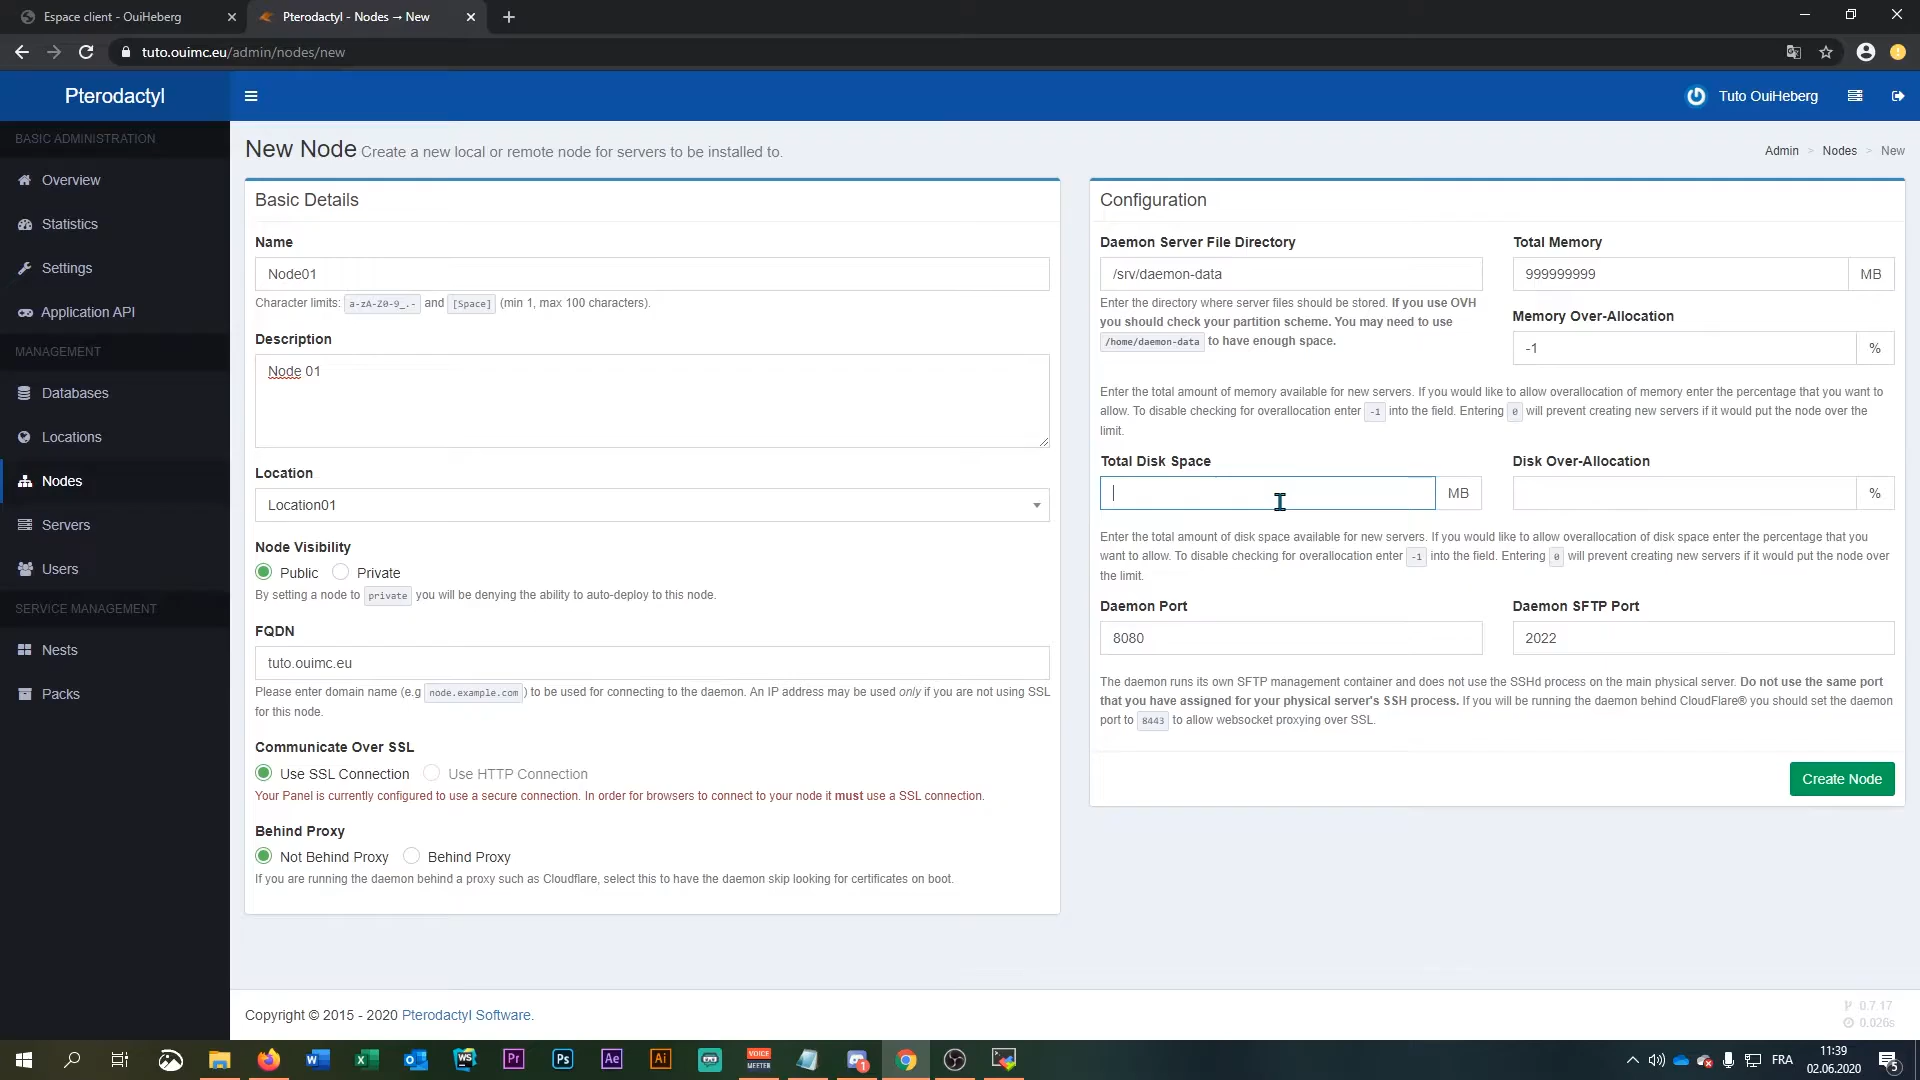 Espace client - OuiHeberg
Pterodactyl - Nodes → New
tuto.ouimc.eu/admin/nodes/new
Pterodactyl
Tuto OuiHeberg
BASIC ADMINISTRATION
Overview
Statistics
Settings
Application API
MANAGEMENT
Databases
Locations
Nodes
Servers
Users
SERVICE MANAGEMENT
Nests
Packs
New Node Create a new local or remote node for servers to be installed to.
Admin > Nodes > New
Basic Details
Name
Node01
Character limits: a-zA-Z0-9_.- and [Space] (min 1, max 100 characters).
Description
Node 01
Location
Location01
Node Visibility
Public Private
By setting a node to private you will be denying the ability to auto-deploy to this node.
FQDN
tuto.ouimc.eu
Please enter domain name (e.g node.example.com) to be used for connecting to the daemon. An IP address may be used only if you are not using SSL
for this node.
Communicate Over SSL
Use SSL Connection Use HTTP Connection
Your Panel is currently configured to use a secure connection. In order for browsers to connect to your node it must use a SSL connection.
Behind Proxy
Not Behind Proxy Behind Proxy
If you are running the daemon behind a proxy such as Cloudflare, select this to have the daemon skip looking for certificates on boot.
Configuration
Daemon Server File Directory
/srv/daemon-data
Enter the directory where server files should be stored. If you use OVH
you should check your partition scheme. You may need to use
/home/daemon-data to have enough space.
Total Memory
999999999 MB
Memory Over-Allocation
-1 %
Enter the total amount of memory available for new servers. If you would like to allow overallocation of memory enter the percentage that you want to
allow. To disable checking for overallocation enter -1 into the field. Entering 0 will prevent creating new servers if it would put the node over the
limit.
Total Disk Space
MB
Disk Over-Allocation
%
Enter the total amount of disk space available for new servers. If you would like to allow overallocation of disk space enter the percentage that you
want to allow. To disable checking for overallocation enter -1 into the field. Entering 0 will prevent creating new servers if it would put the node over
the limit.
Daemon Port
8080
Daemon SFTP Port
2022
The daemon runs its own SFTP management container and does not use the SSHd process on the main physical server. Do not use the same port
that you have assigned for your physical server's SSH process. If you will be running the daemon behind CloudFlare® you should set the daemon
port to 8443 to allow websocket proxying over SSL.
Create Node
Copyright © 2015 - 2020 Pterodactyl Software.
0.7.17
0.026s
WS
Pr
Ps
Ae
Ai
VOICE
MEETER
1
FRA
11:39
02.06.2020
5